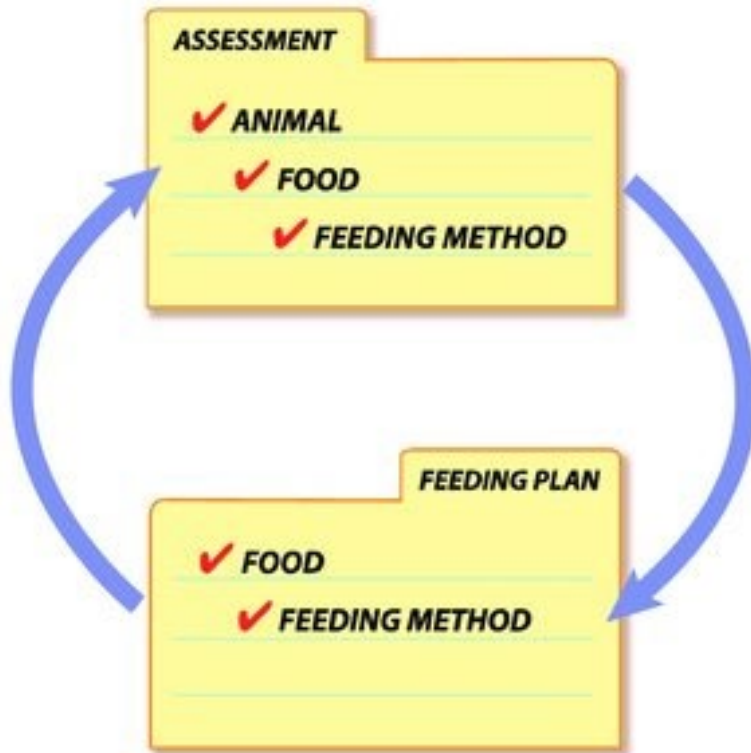 ASSESSMENT
ANIMAL
FOOD
FEEDING METHOD
FEEDING PLAN
FOOD
FEEDING METHOD